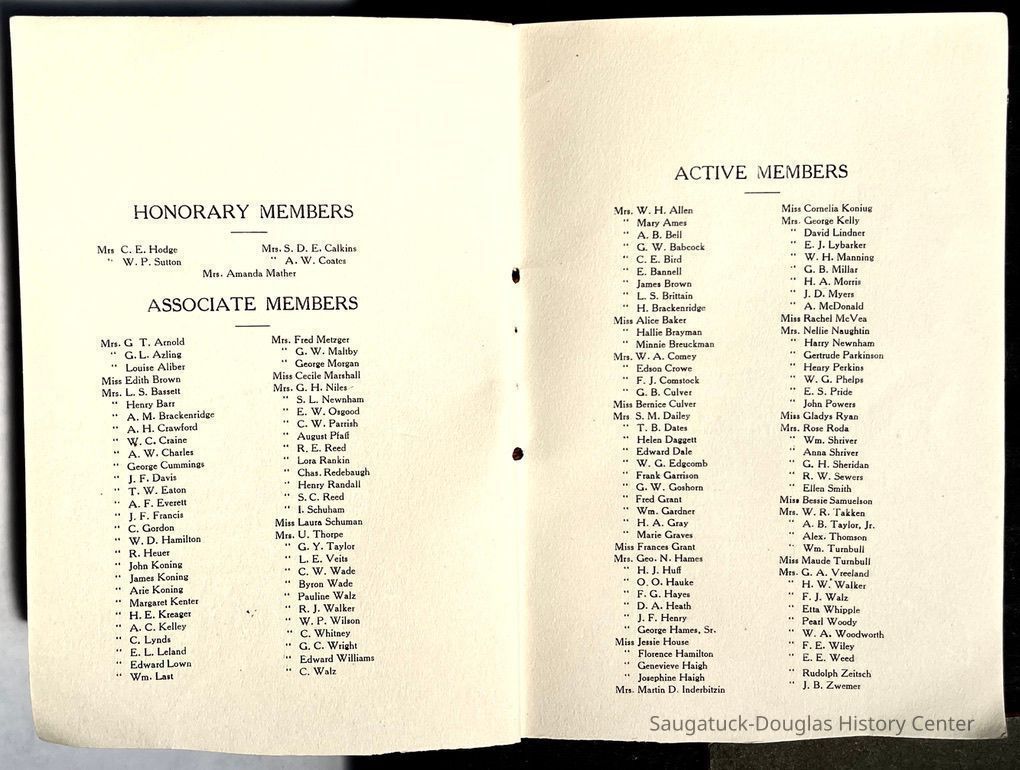 HONORARY MEMBERS
Mrs C. E. Hodge
" W. P. Sutton
Mrs. S. D. E. Calkins
" A. W. Coates
Mrs. Amanda Mather
ASSOCIATE MEMBERS
Mrs. G T. Arnold
" G. L. Azling
" Louise Aliber
Miss Edith Brown
Mrs. L. S. Bassett
" Henry Barr
" A. M. Brackenridge
" A. H. Crawford
" W. C. Craine
" A. W. Charles
" George Cummings
" J. F. Davis
" T. W. Eaton
" A. F. Everett
" J. F. Francis
" C. Gordon
" W. D. Hamilton
" R. Heuer
" John Koning
" James Koning
" Arie Koning
" Margaret Kenter
" H. E. Kreager
" A. C. Kelley
" C. Lynds
" E. L. Leland
" Edward Lown
" Wm. Last
Mrs. Fred Metzger
" G. W. Maltby
" George Morgan
Miss Cecile Marshall
Mrs. G. H. Niles
" S. L. Newnham
" E. W. Osgood
" C. W. Parrish
" August Pfaff
" R. E. Reed
" Lora Rankin
" Chas. Redebaugh
" Henry Randall
" S. C. Reed
" I. Schuham
Miss Laura Schuman
Mrs. U. Thorpe
" G. Y. Taylor
" L. E. Veits
" C. W. Wade
" Byron Wade
" Pauline Walz
" R. J. Walker
" W. P. Wilson
" C. Whitney
" G. C. Wright
" Edward Williams
" C. Walz
ACTIVE MEMBERS
Mrs. W. H. Allen
" Mary Ames
" A. B. Bell
" G. W. Babcock
" C. E. Bird
" E. Bannell
" James Brown
" L. S. Brittain
" H. Brackenridge
Miss Alice Baker
" Hallie Brayman
" Minnie Breuckman
Mrs. W. A. Comey
" Edson Crowe
" F. J. Comstock
" G. B. Culver
Miss Bernice Culver
Mrs S. M. Dailey
" T. B. Dates
" Helen Daggett
" Edward Dale
" W. G. Edgcomb
" Frank Garrison
" G. W. Goshorn
" Fred Grant
" Wm. Gardner
" H. A. Gray
" Marie Graves
Miss Frances Grant
Mrs. Geo. N. Hames
" H. J. Huff
" O. O. Hauke
" F. G. Hayes
" D. A. Heath
" J. F. Henry
" George Hames, Sr.
Miss Jessie House
" Florence Hamilton
" Genevieve Haigh
" Josephine Haigh
Mrs. Martin D. Inderbitzin
Miss Cornelia Koniug
Mrs. George Kelly
" David Lindner
" E. J. Lybarker
" W. H. Manning
" G. B. Millar
" H. A. Morris
" J. D. Myers
" A. McDonald
Miss Rachel McVea
Mrs. Nellie Naughtin
" Harry Newnham
" Gertrude Parkinson
" Henry Perkins
" W. G. Phelps
" E. S. Pride
" John Powers
Miss Gladys Ryan
Mrs. Rose Roda
" Wm. Shriver
" Anna Shriver
" G. H. Sheridan
" R. W. Sewers
" Ellen Smith
Miss Bessie Samuelson
Mrs. W. R. Takken
" A. B. Taylor, Jr.
" Alex. Thomson
" Wm. Turnbull
Miss Maude Turnbull
Mrs. G. A. Vreeland
" H. W. Walker
" F. J. Walz
" Etta Whipple
" Pearl Woody
" W. A. Woodworth
" F. E. Wiley
" E. E. Weed
" Rudolph Zeitsch
" J. B. Zwemer
Saugatuck-Douglas History Center